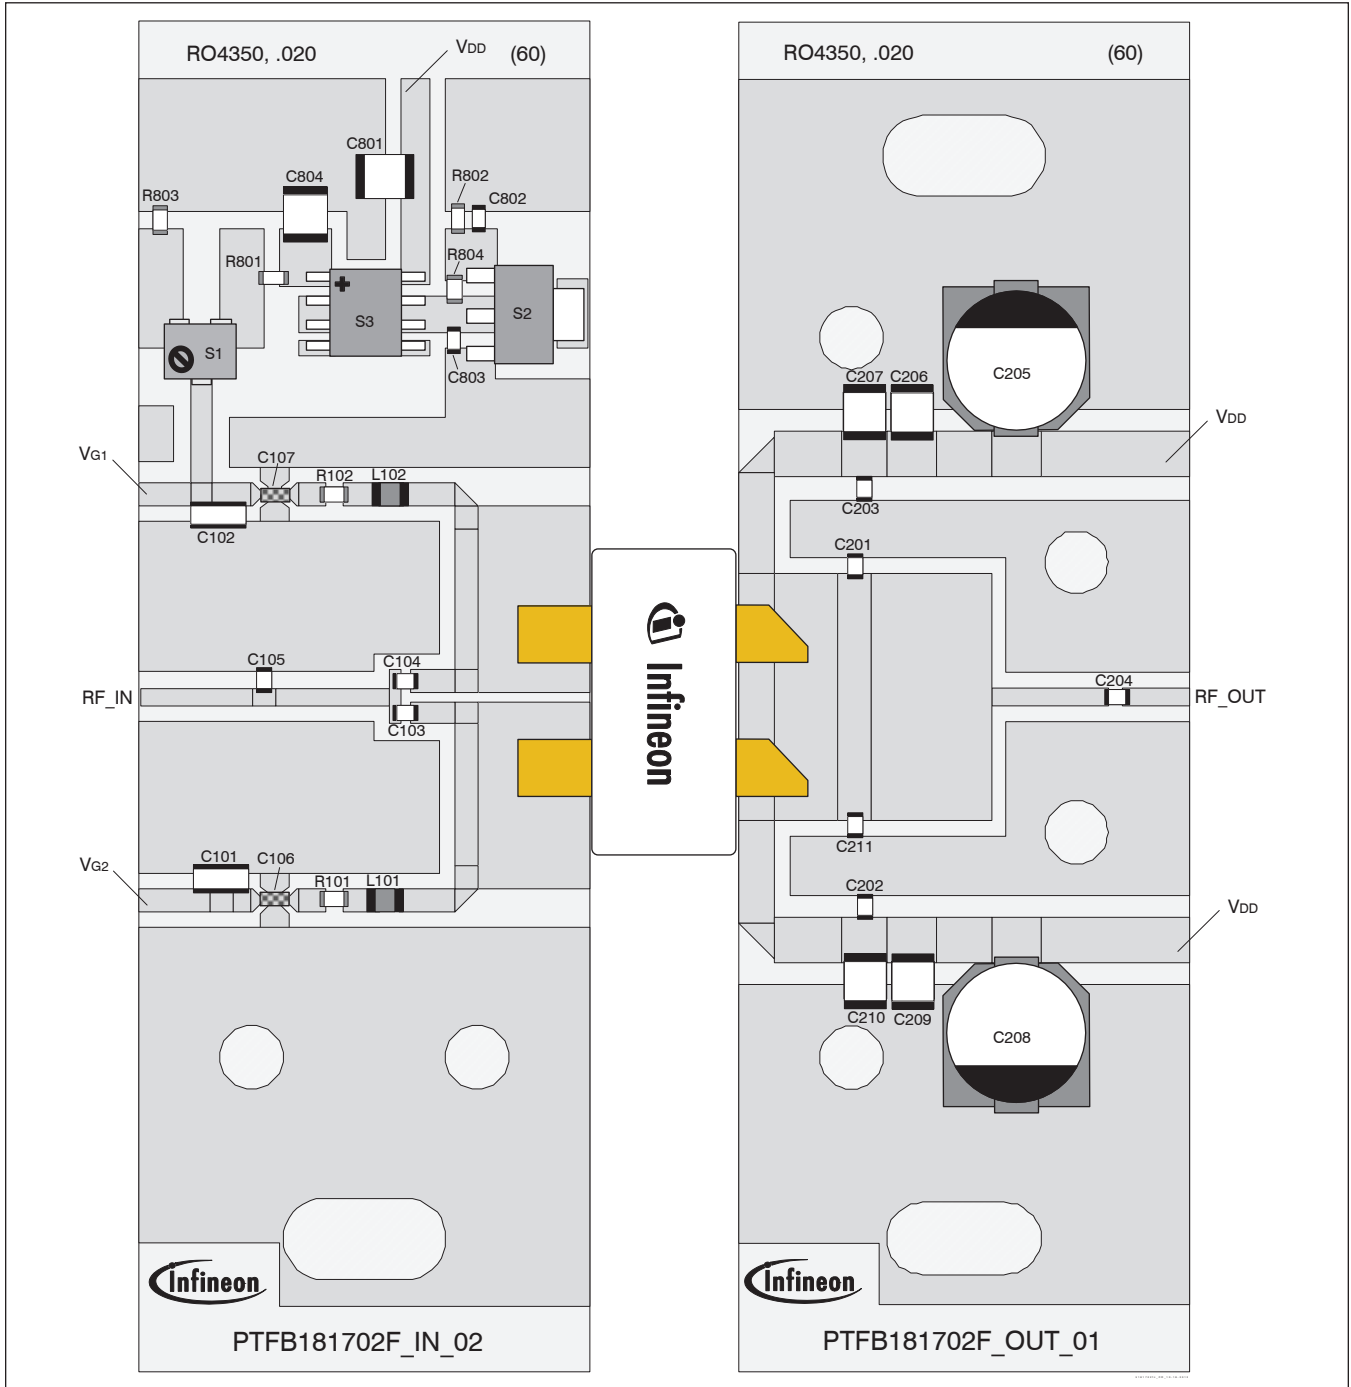 RO4350, .020
VDD
(60)
RO4350, .020
(60)
C801
C804
R802
C802
R803
R801
R804
S3
S2
S1
C803
C207
C206
C205
VDD
VG1
C107
R102
L102
C102
C203
C201
C105
C104
RF_IN
C103
Infineon
C204
RF_OUT
C211
VG2
C101
C106
R101
L101
C202
VDD
C210
C209
C208
Infineon
Infineon
PTFB181702F_IN_02
PTFB181702F_OUT_01